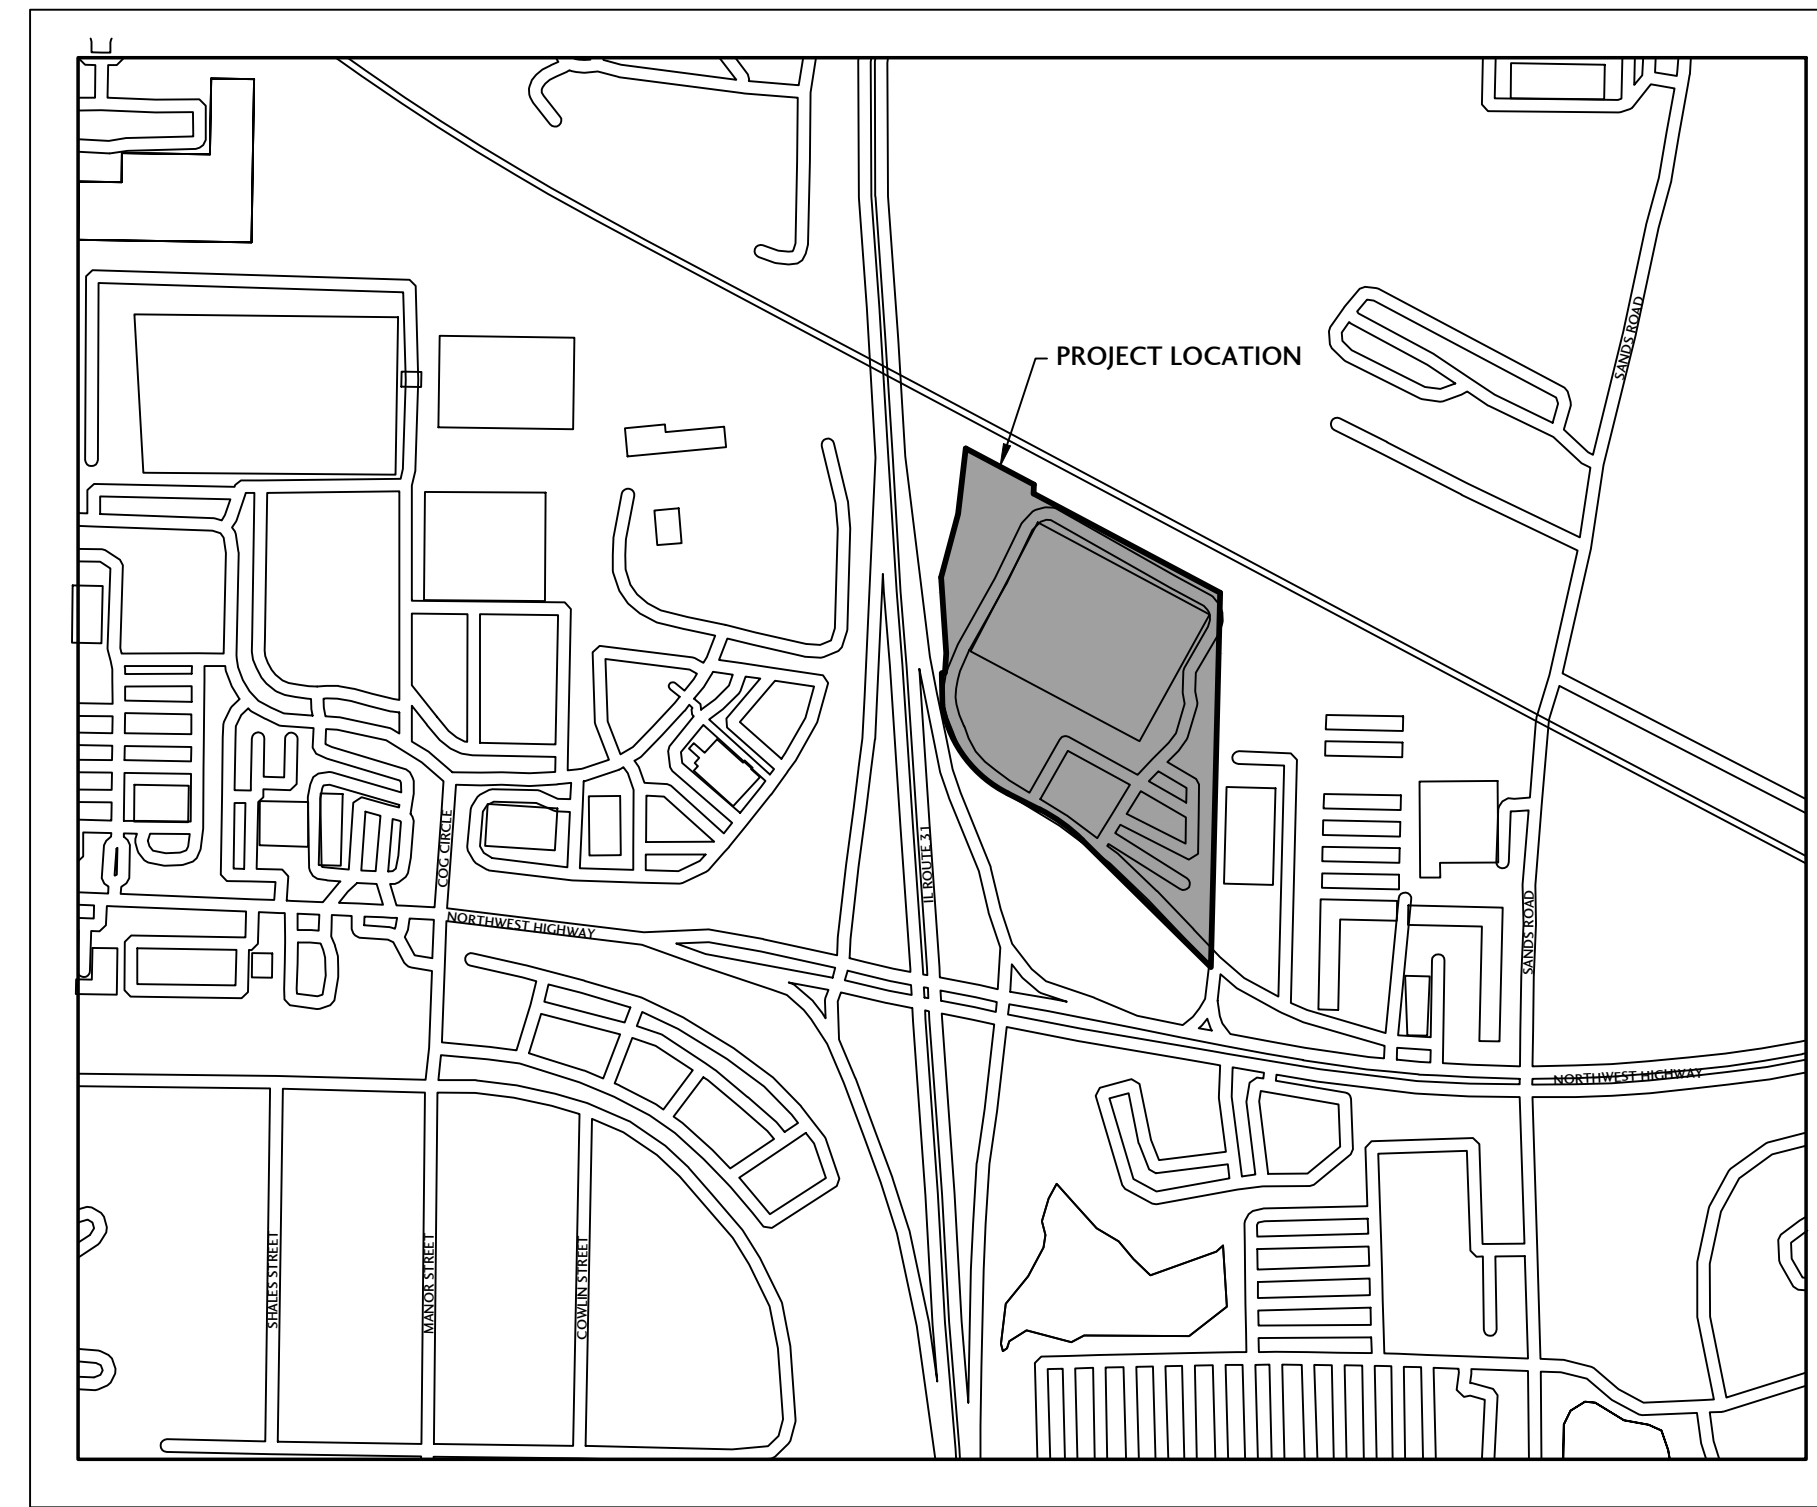 SANDS ROAD
PROJECT LOCATION
COG CIRCLE
IL ROUTE 31
NORTHWEST HIGHWAY
SANDS ROAD
NORTHWEST HIGHWAY
SHALES STREET
MANOR STREET
COWLIN STREET